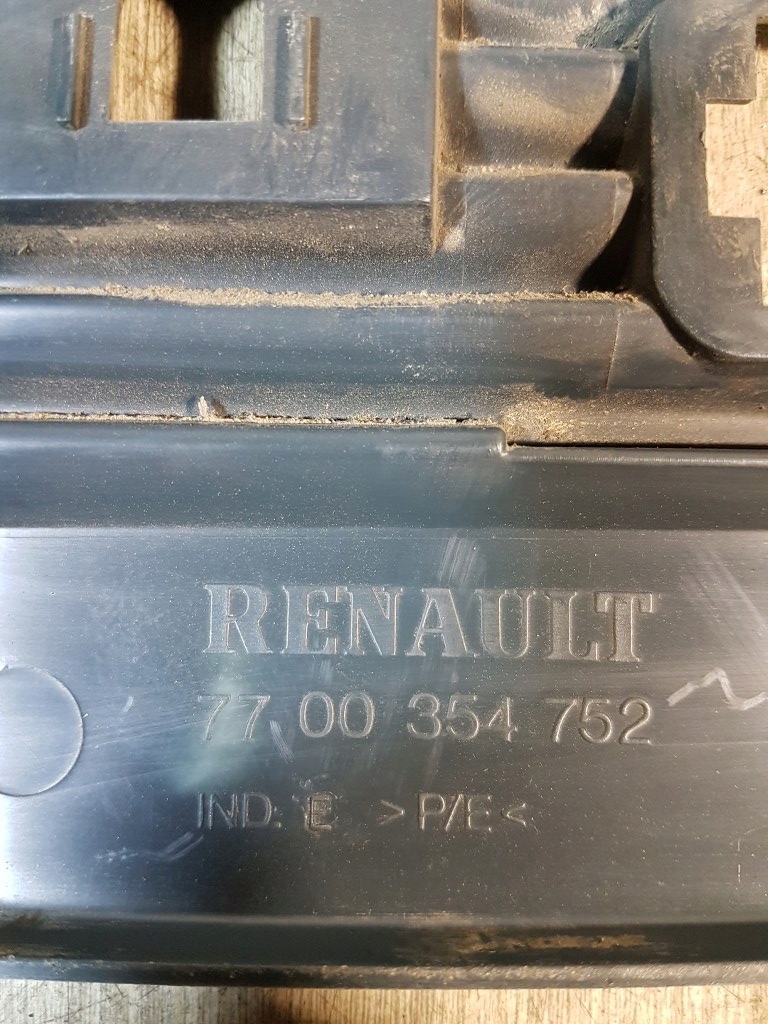 RENAULT
77 00 354 752
IND. E >P/E<